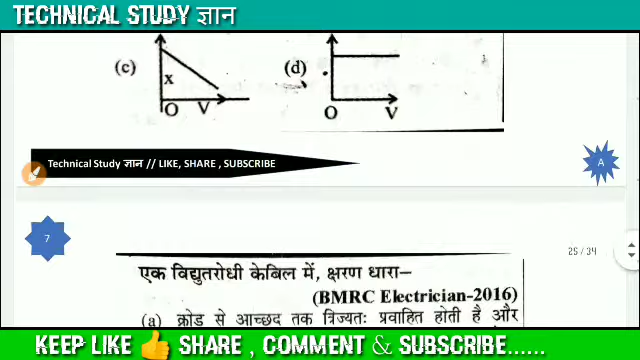 TECHNICAL STUDY ज्ञान
(c)
x
O V
(d)
O V
Technical Study ज्ञान // LIKE, SHARE , SUBSCRIBE
A
7
25 / 34
एक विद्युतरोधी केबिल में, क्षरण धारा–
(BMRC Electrician-2016)
(a) क्रोड से आच्छद तक त्रिज्यतः प्रवाहित होती है और
KEEP LIKE 👍 SHARE , COMMENT & SUBSCRIBE......